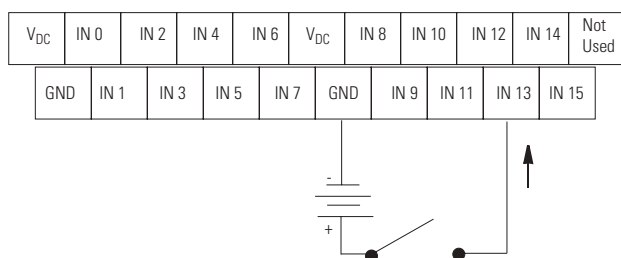 VDC IN 0 IN 2 IN 4 IN 6 VDC IN 8 IN 10 IN 12 IN 14 Not Used
GND IN 1 IN 3 IN 5 IN 7 GND IN 9 IN 11 IN 13 IN 15
-
+